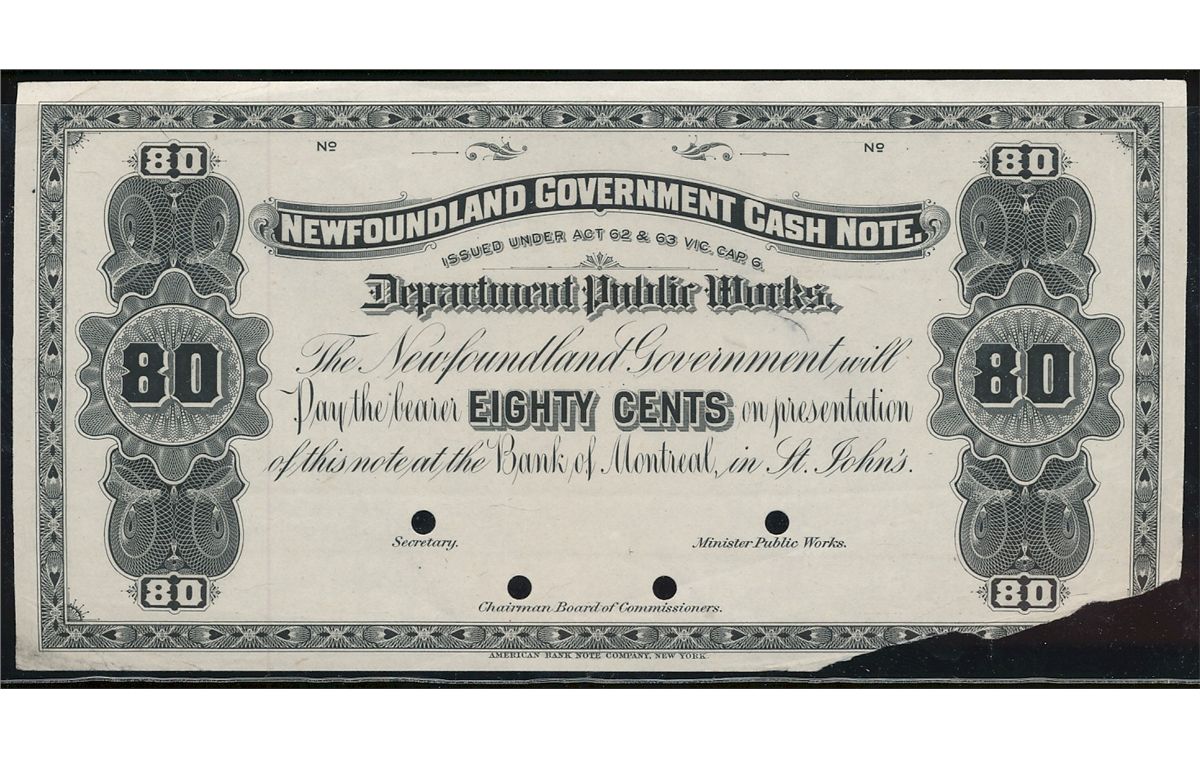 Nº Nº
80 80
NEWFOUNDLAND GOVERNMENT CASH NOTE.
ISSUED UNDER ACT 62 & 63 VIC. CAP. 6.
Department Public Works.
The Newfoundland Government will
80 80
Pay the bearer EIGHTY CENTS on presentation
of this note at the Bank of Montreal, in St. John's.
Secretary. Minister Public Works.
80 80
Chairman Board of Commissioners.
AMERICAN BANK NOTE COMPANY, NEW YORK